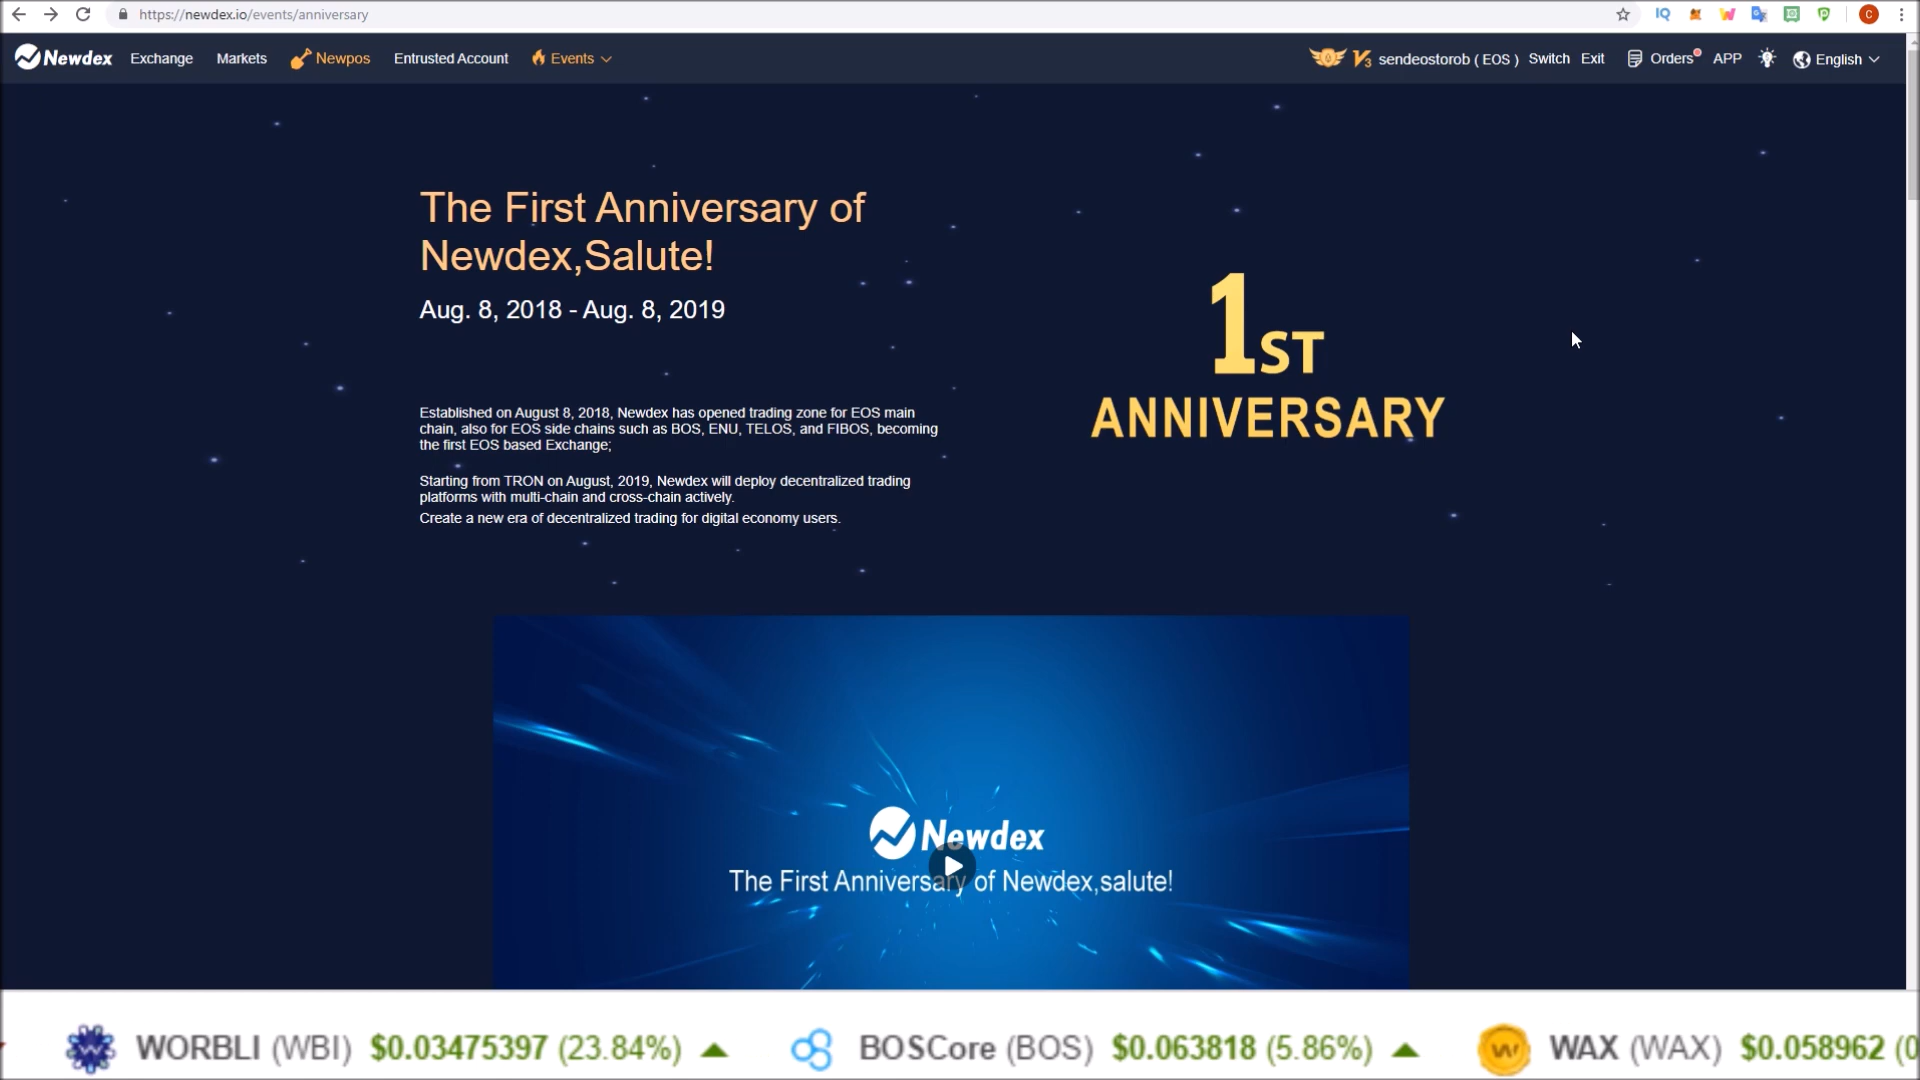 https://newdex.io/events/anniversary
Newdex Exchange Markets Newpos Entrusted Account Events V3 sendeostorob ( EOS ) Switch Exit Orders APP English
The First Anniversary of
Newdex,Salute!
Aug. 8, 2018 - Aug. 8, 2019
1ST
ANNIVERSARY
Established on August 8, 2018, Newdex has opened trading zone for EOS main
chain, also for EOS side chains such as BOS, ENU, TELOS, and FIBOS, becoming
the first EOS based Exchange;
Starting from TRON on August, 2019, Newdex will deploy decentralized trading
platforms with multi-chain and cross-chain actively.
Create a new era of decentralized trading for digital economy users.
Newdex
The First Anniversary of Newdex,salute!
WORBLI (WBI) $0.03475397 (23.84%) BOSCore (BOS) $0.063818 (5.86%) WAX (WAX) $0.058962 (0